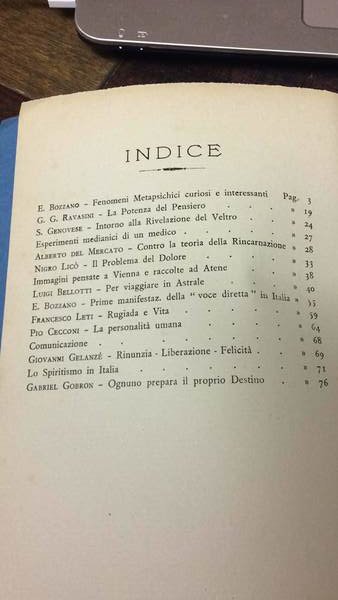 INDICE
E. BOZZANO - Fenomeni Metapsichici curiosi e interessanti Pag. 3
G. G. RAVASINI - La Potenza del Pensiero . . . » 19
S. GENOVESE - Intorno alla Rivelazione del Veltro . . » 24
Esperimenti medianici di un medico . . . . » 27
ALBERTO DEL MERCATO - Contro la teoria della Rincarnazione » 28
NIGRO LICÒ - Il Problema del Dolore . . . . » 33
Immagini pensate a Vienna e raccolte ad Atene . . » 38
LUIGI BELLOTTI - Per viaggiare in Astrale . . . » 40
E. BOZZANO - Prime manifestaz. della "voce diretta" in Italia » 55
FRANCESCO LETI - Rugiada e Vita . . . . » 59
PIO CECCONI - La personalità umana . . . . » 64
Comunicazione . . . . . . . » 68
GIOVANNI GELANZÉ - Rinunzia - Liberazione - Felicità . . » 69
Lo Spiritismo in Italia . . . . . » 71
GABRIEL GOBRON - Ognuno prepara il proprio Destino . » 76